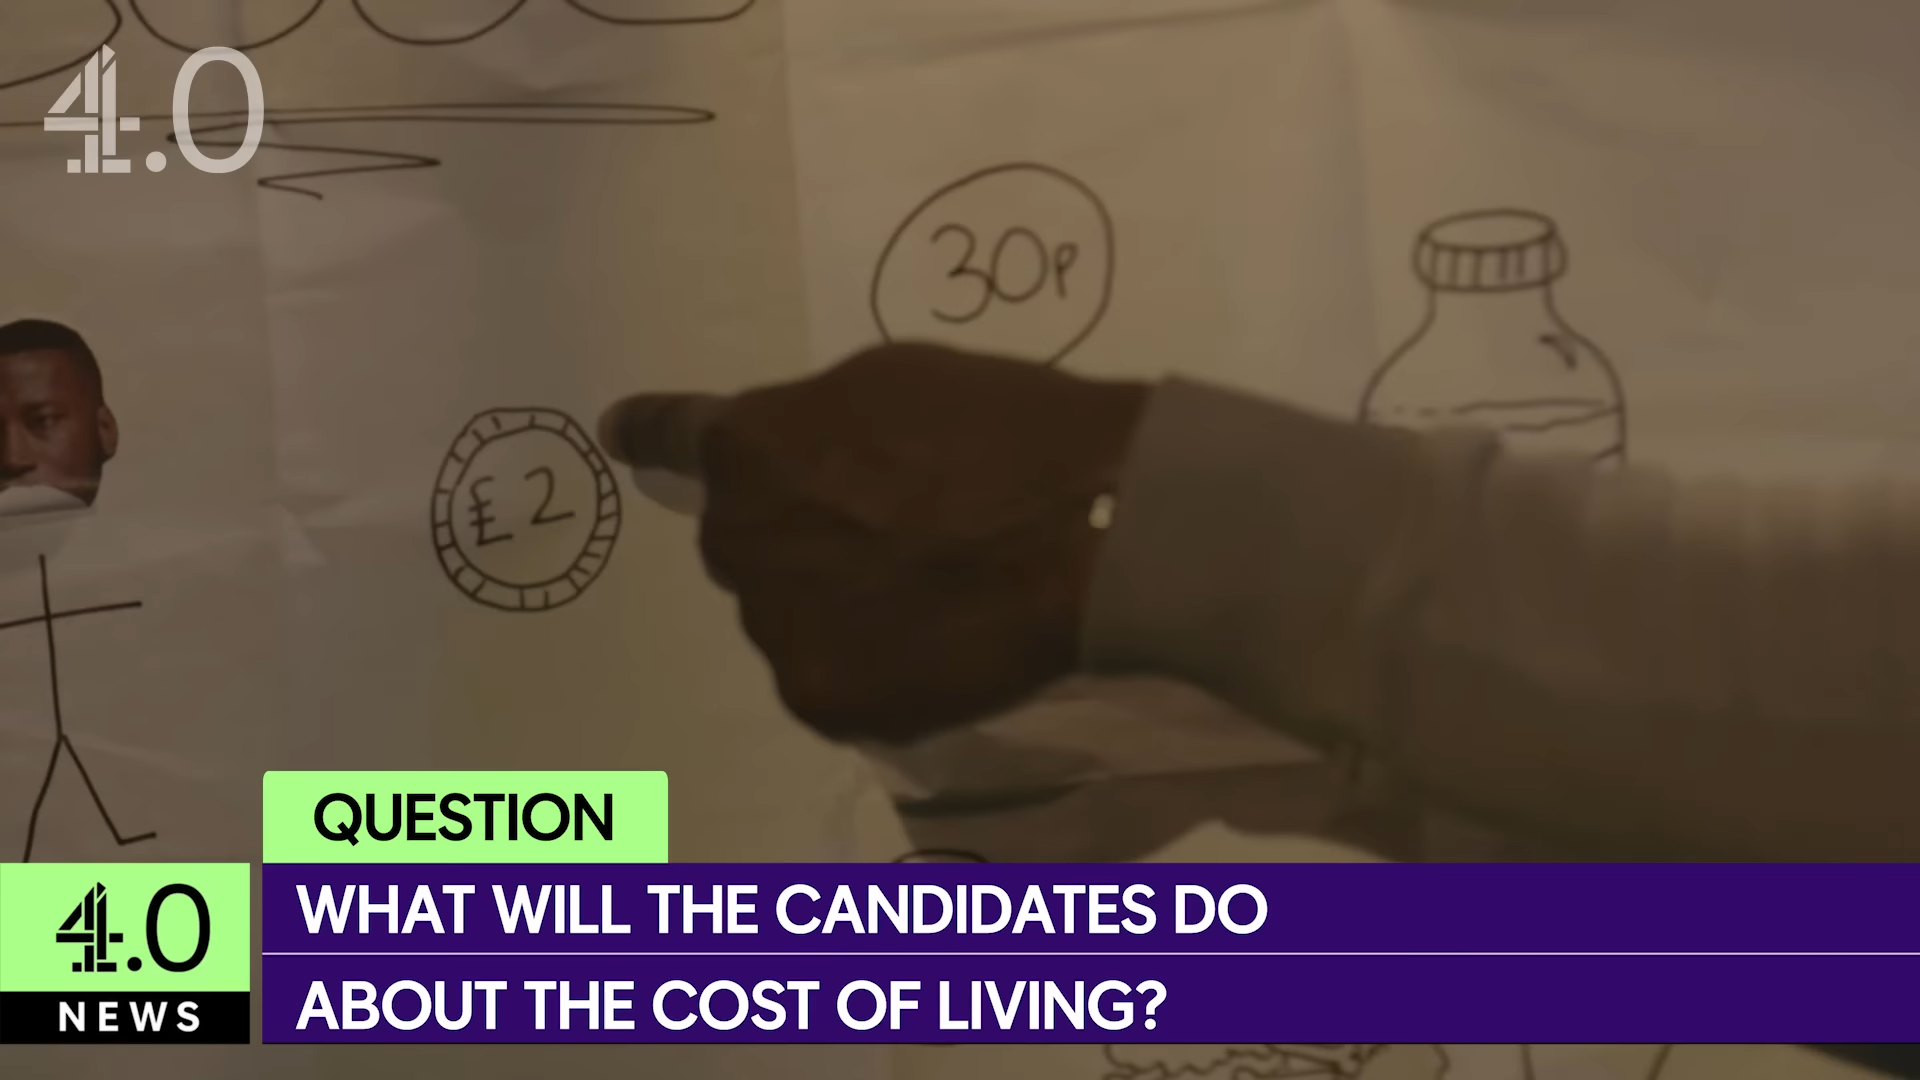 4.0
30p
£2
QUESTION
WHAT WILL THE CANDIDATES DO
ABOUT THE COST OF LIVING?
4.0
NEWS